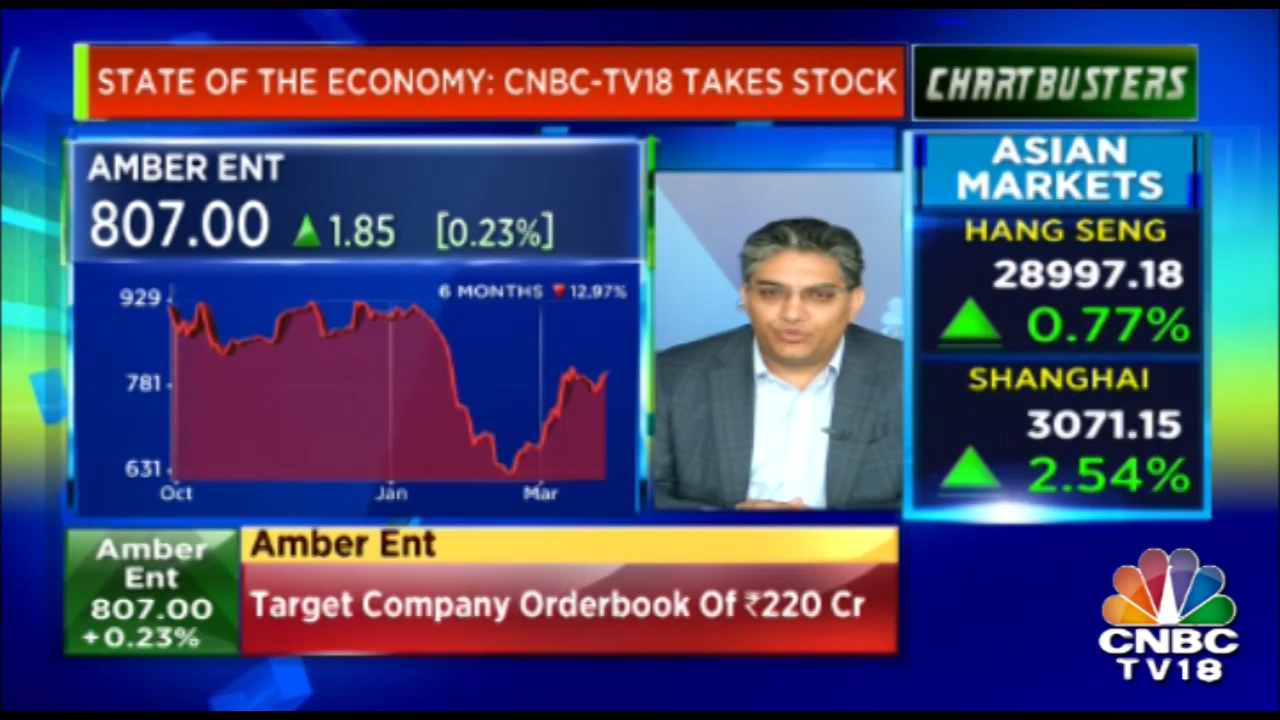 STATE OF THE ECONOMY: CNBC-TV18 TAKES STOCK
CHARTBUSTERS
AMBER ENT
807.00 ▲ 1.85 [0.23%]
6 MONTHS ▼ 12.97%
929
781
631
Oct Jan Mar
ASIAN
MARKETS
HANG SENG
28997.18
▲ 0.77%
SHANGHAI
3071.15
▲ 2.54%
Amber
Ent
807.00
+0.23%
Amber Ent
Target Company Orderbook Of ₹220 Cr
CNBC
TV18